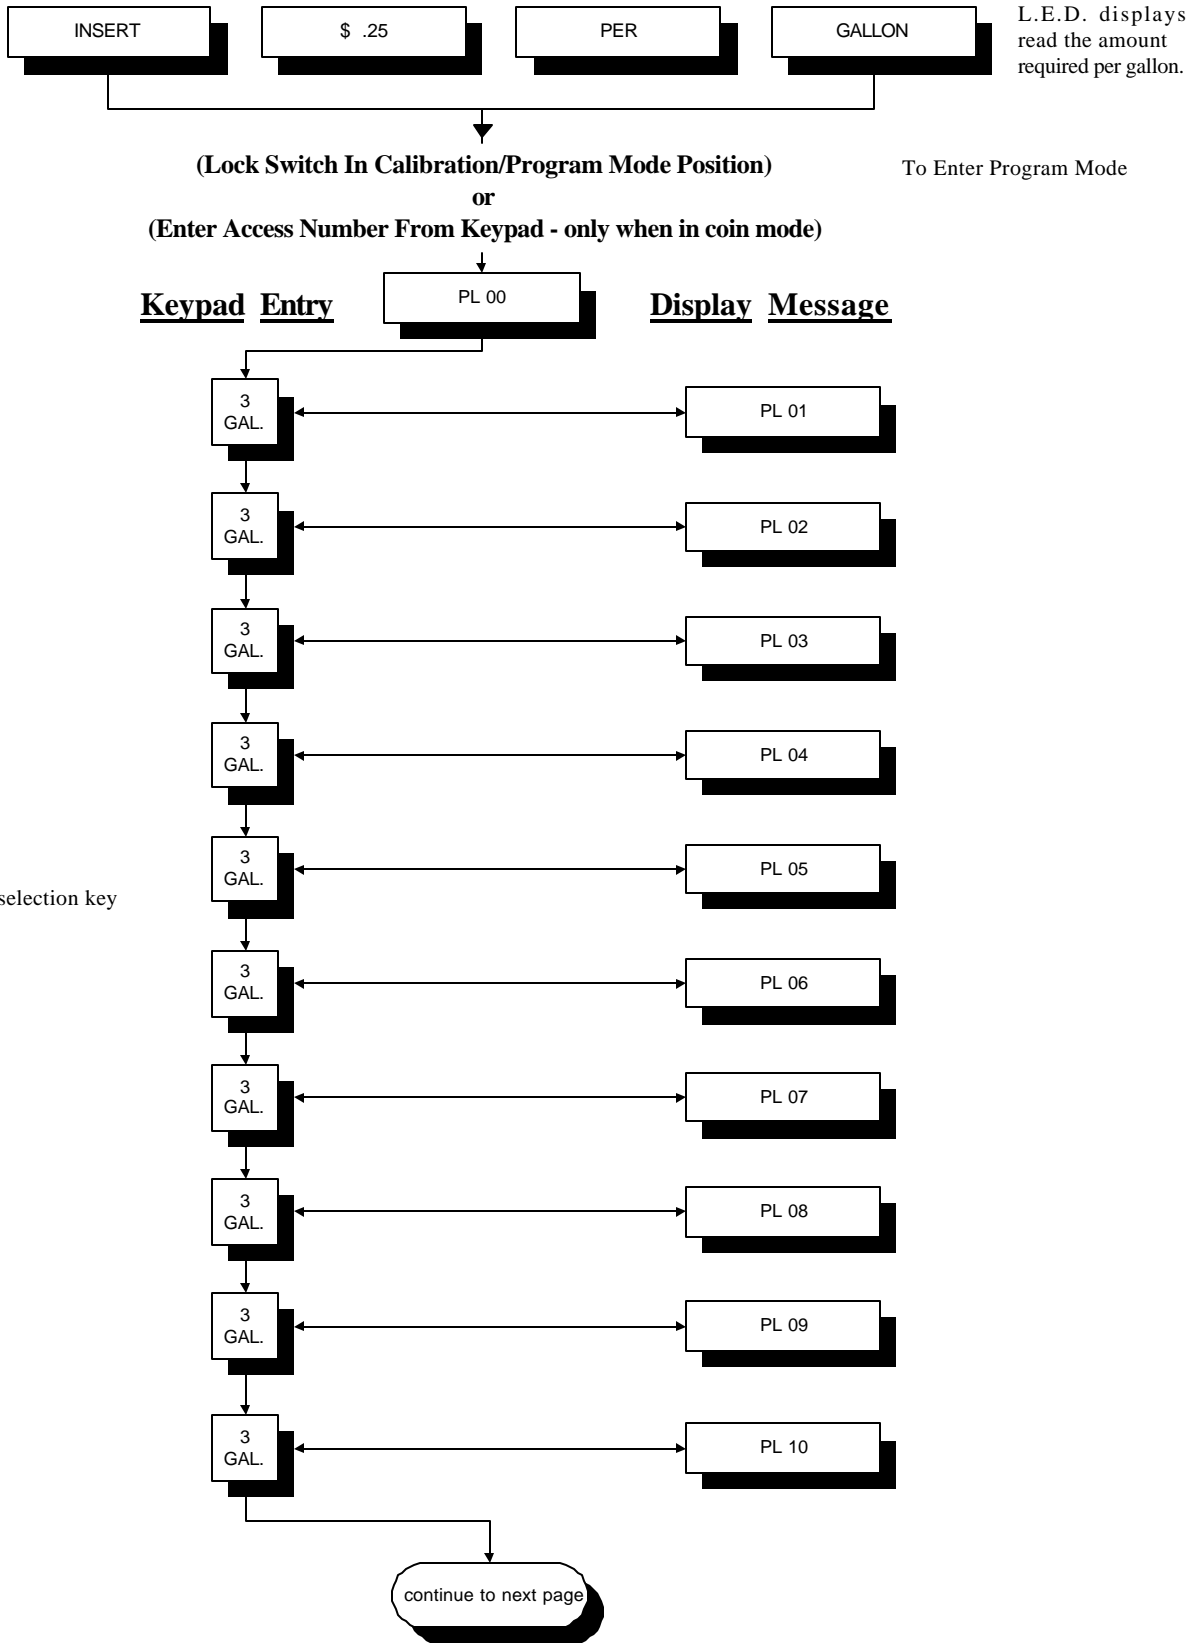 INSERT
$ .25
PER
GALLON
L.E.D. displays
read the amount
required per gallon.
(Lock Switch In Calibration/Program Mode Position)
To Enter Program Mode
or
(Enter Access Number From Keypad - only when in coin mode)
Keypad Entry
PL 00
Display Message
3
GAL.
PL 01
3
GAL.
PL 02
3
GAL.
PL 03
3
GAL.
PL 04
3
GAL.
PL 05
selection key
3
GAL.
PL 06
3
GAL.
PL 07
3
GAL.
PL 08
3
GAL.
PL 09
3
GAL.
PL 10
continue to next page